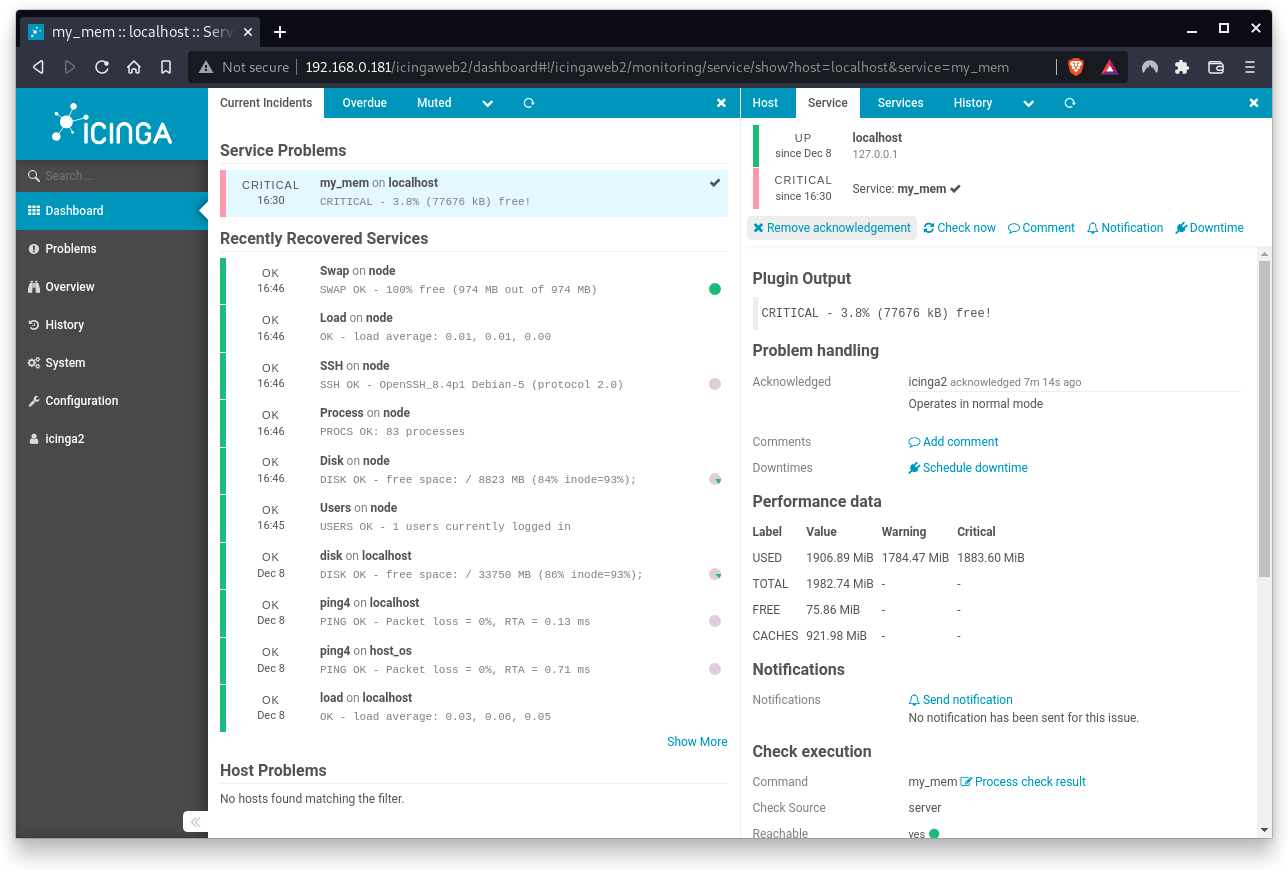 my_mem :: localhost :: Serv
Not secure 192.168.0.181/icingaweb2/dashboard#!/icingaweb2/monitoring/service/show?host=localhost&service=my_mem
ICINGA
Search ...
Dashboard
Problems
Overview
History
System
Configuration
icinga2
Current Incidents Overdue Muted
Service Problems
CRITICAL my_mem on localhost
16:30 CRITICAL - 3.8% (77676 kB) free!
Recently Recovered Services
OK Swap on node
16:46 SWAP OK - 100% free (974 MB out of 974 MB)
OK Load on node
16:46 OK - load average: 0.01, 0.01, 0.00
OK SSH on node
16:46 SSH OK - OpenSSH_8.4p1 Debian-5 (protocol 2.0)
OK Process on node
16:46 PROCS OK: 83 processes
OK Disk on node
16:46 DISK OK - free space: / 8823 MB (84% inode=93%);
OK Users on node
16:45 USERS OK - 1 users currently logged in
OK disk on localhost
Dec 8 DISK OK - free space: / 33750 MB (86% inode=93%);
OK ping4 on localhost
Dec 8 PING OK - Packet loss = 0%, RTA = 0.13 ms
OK ping4 on host_os
Dec 8 PING OK - Packet loss = 0%, RTA = 0.71 ms
OK load on localhost
Dec 8 OK - load average: 0.03, 0.06, 0.05
Show More
Host Problems
No hosts found matching the filter.
Host Service Services History
UP localhost
since Dec 8 127.0.0.1
CRITICAL
since 16:30 Service: my_mem
Remove acknowledgement Check now Comment Notification Downtime
Plugin Output
CRITICAL - 3.8% (77676 kB) free!
Problem handling
Acknowledged icinga2 acknowledged 7m 14s ago
Operates in normal mode
Comments Add comment
Downtimes Schedule downtime
Performance data
Label Value Warning Critical
USED 1906.89 MiB 1784.47 MiB 1883.60 MiB
TOTAL 1982.74 MiB - -
FREE 75.86 MiB - -
CACHES 921.98 MiB - -
Notifications
Notifications Send notification
No notification has been sent for this issue.
Check execution
Command my_mem Process check result
Check Source server
Reachable yes